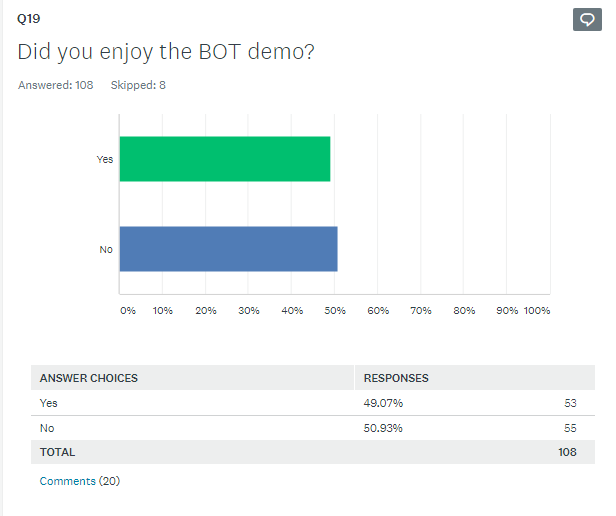 Q19
Did you enjoy the BOT demo?
Answered: 108 Skipped: 8
Yes
No
0% 10% 20% 30% 40% 50% 60% 70% 80% 90% 100%
ANSWER CHOICES RESPONSES
Yes 49.07% 53
No 50.93% 55
TOTAL 108
Comments (20)